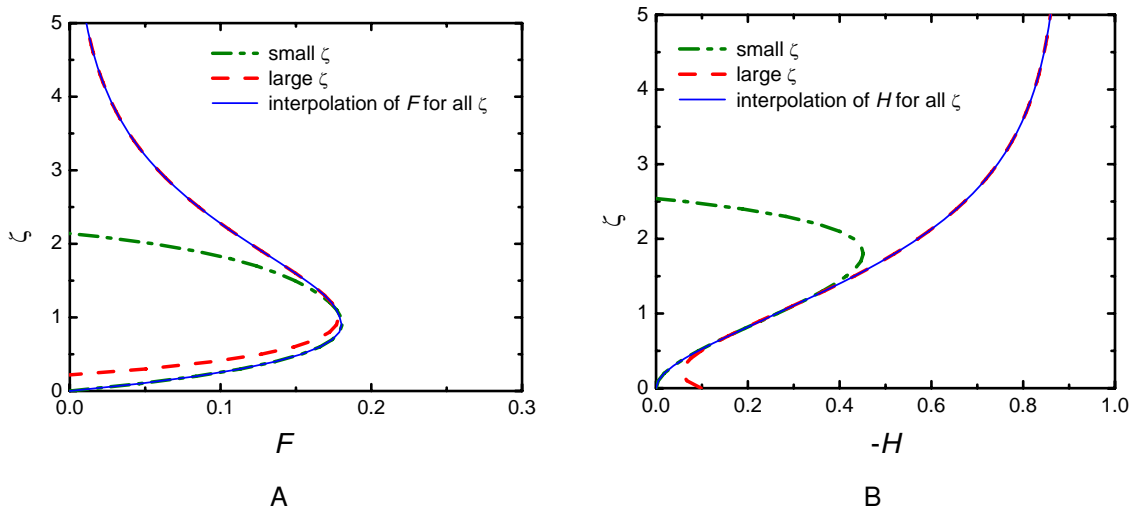 5
4
3
2
1
0
ζ
small ζ
large ζ
interpolation of F for all ζ
0.0 0.1 0.2 0.3
F
A
5
4
3
2
1
0
ζ
small ζ
large ζ
interpolation of H for all ζ
0.0 0.2 0.4 0.6 0.8 1.0
-H
B